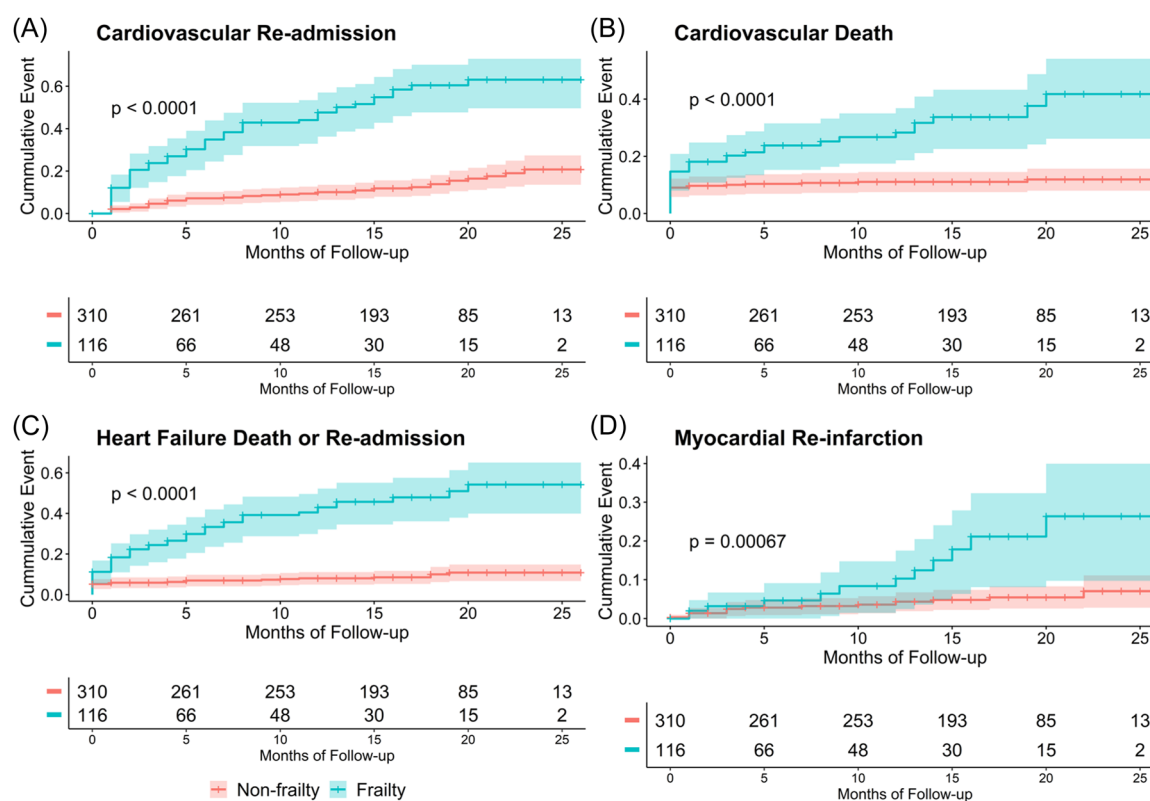 (A) Cardiovascular Re-admission
Cummulative Event
0.6
0.4
0.2
0.0
p < 0.0001
0 5 10 15 20 25
Months of Follow-up
310 261 253 193 85 13
116 66 48 30 15 2
0 5 10 15 20 25
Months of Follow-up
(B) Cardiovascular Death
Cummulative Event
0.4
0.2
0.0
p < 0.0001
0 5 10 15 20 25
Months of Follow-up
310 261 253 193 85 13
116 66 48 30 15 2
0 5 10 15 20 25
Months of Follow-up
(C) Heart Failure Death or Re-admission
Cummulative Event
0.6
0.4
0.2
0.0
p < 0.0001
0 5 10 15 20 25
Months of Follow-up
310 261 253 193 85 13
116 66 48 30 15 2
0 5 10 15 20 25
Months of Follow-up
(D) Myocardial Re-infarction
Cummulative Event
0.4
0.3
0.2
0.1
0.0
p = 0.00067
0 5 10 15 20 25
Months of Follow-up
310 261 253 193 85 13
116 66 48 30 15 2
0 5 10 15 20 25
Months of Follow-up
Non-frailty Frailty